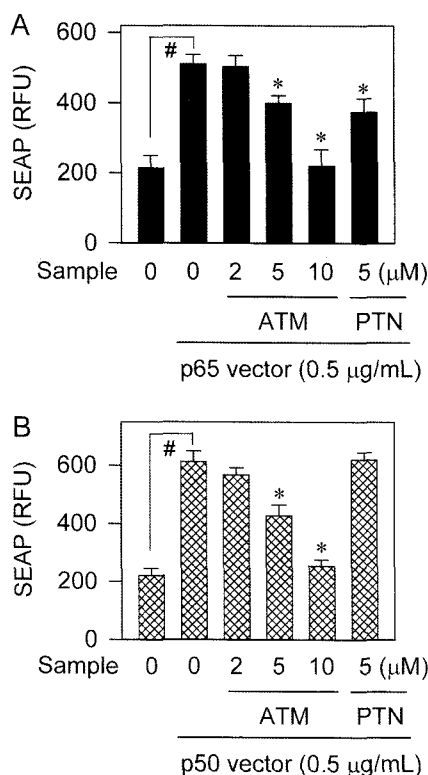 A
600
#
*
*
*
400
SEAP (RFU)
200
0
Sample 0 0 2 5 10 5 (μM)
ATM PTN
p65 vector (0.5 μg/mL)
B
#
600
*
*
400
SEAP (RFU)
200
0
Sample 0 0 2 5 10 5 (μM)
ATM PTN
p50 vector (0.5 μg/mL)